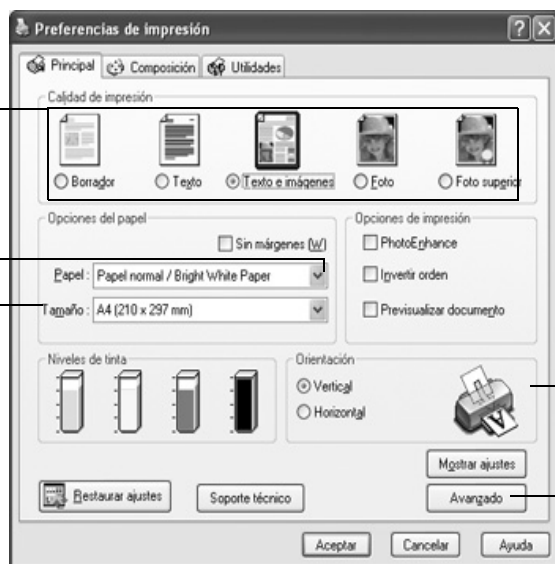 Preferencias de impresión
Principal Composición Utilidades
Calidad de impresión
Borrador Texto Texto e imágenes Foto Foto superior
Opciones del papel
Sin márgenes (W)
Papel : Papel normal / Bright White Paper
Tamaño : A4 (210 x 297 mm)
Opciones de impresión
PhotoEnhance
Invertir orden
Previsualizar documento
Niveles de tinta
Orientación
Vertical
Horizontal
Mostrar ajustes
Restaurar ajustes Soporte técnico Avanzado
Aceptar Cancelar Ayuda